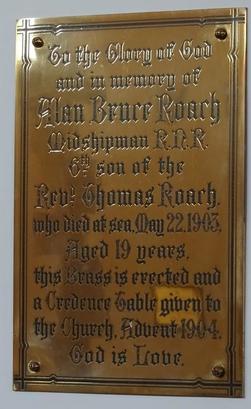 To the Glory of God
and in memory of
Alan Bruce Roach
Midshipman R.N.R.
6th son of the
Revd. Thomas Roach.
who died at sea, May 22, 1903.
Aged 19 years.
this Brass is erected and
a Credence Table given to
the Church, Advent 1904.
God is Love.